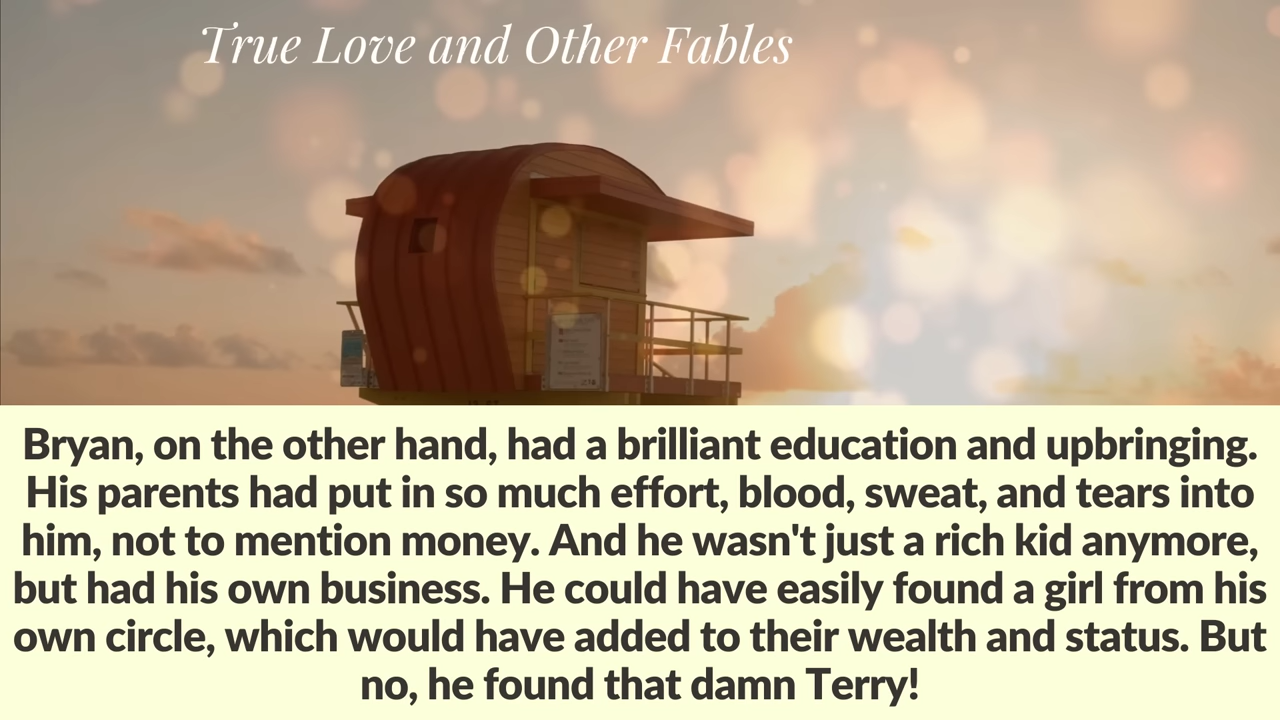 True Love and Other Fables
Bryan, on the other hand, had a brilliant education and upbringing.
His parents had put in so much effort, blood, sweat, and tears into
him, not to mention money. And he wasn't just a rich kid anymore,
but had his own business. He could have easily found a girl from his
own circle, which would have added to their wealth and status. But
no, he found that damn Terry!